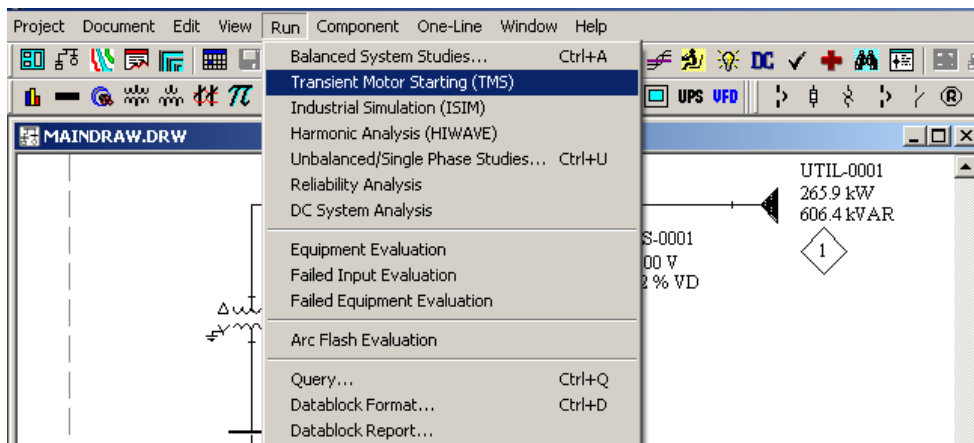 Project Document Edit View Run Component One-Line Window Help
Balanced System Studies... Ctrl+A
Transient Motor Starting (TMS)
DC
Industrial Simulation (ISIM)
UPS VFD
Harmonic Analysis (HIWAVE)
MAINDRAW.DRW
Unbalanced/Single Phase Studies... Ctrl+U
Reliability Analysis
DC System Analysis
Equipment Evaluation
Failed Input Evaluation
Failed Equipment Evaluation
Arc Flash Evaluation
Query... Ctrl+Q
Datablock Format... Ctrl+D
Datablock Report...
UTIL-0001
265.9 kW
606.4 kVAR
1
S-0001
00 V
2 % VD